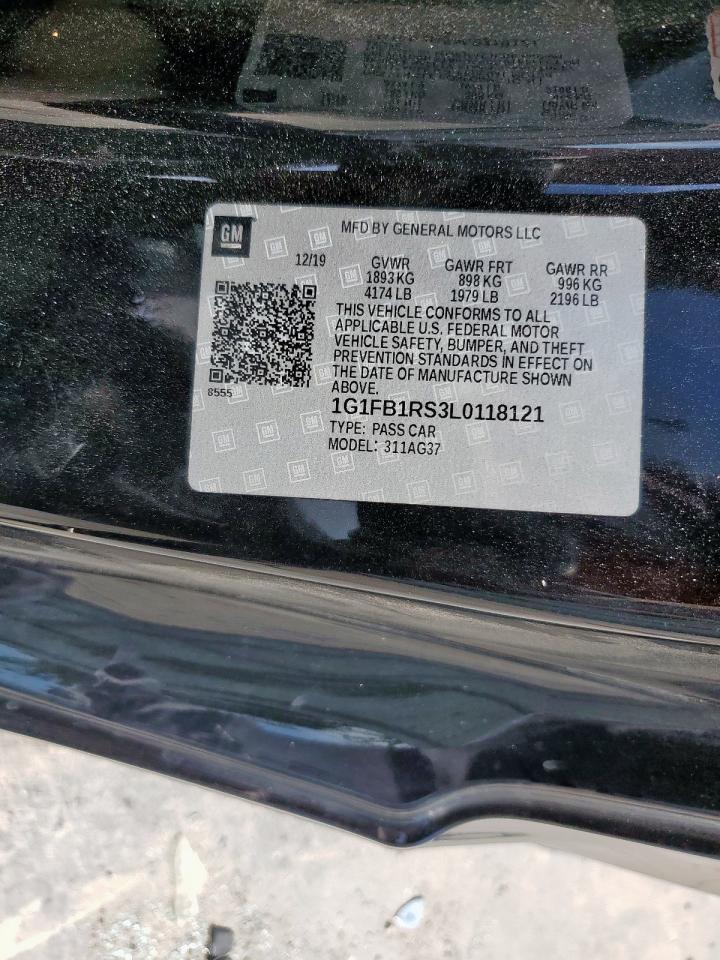 GM
MFD BY GENERAL MOTORS LLC
12/19 GVWR GAWR FRT GAWR RR
1893 KG 898 KG 996 KG
4174 LB 1979 LB 2196 LB
THIS VEHICLE CONFORMS TO ALL
APPLICABLE U.S. FEDERAL MOTOR
VEHICLE SAFETY, BUMPER, AND THEFT
PREVENTION STANDARDS IN EFFECT ON
THE DATE OF MANUFACTURE SHOWN
ABOVE.
8555
1G1FB1RS3L0118121
TYPE: PASS CAR
MODEL: 311AG37